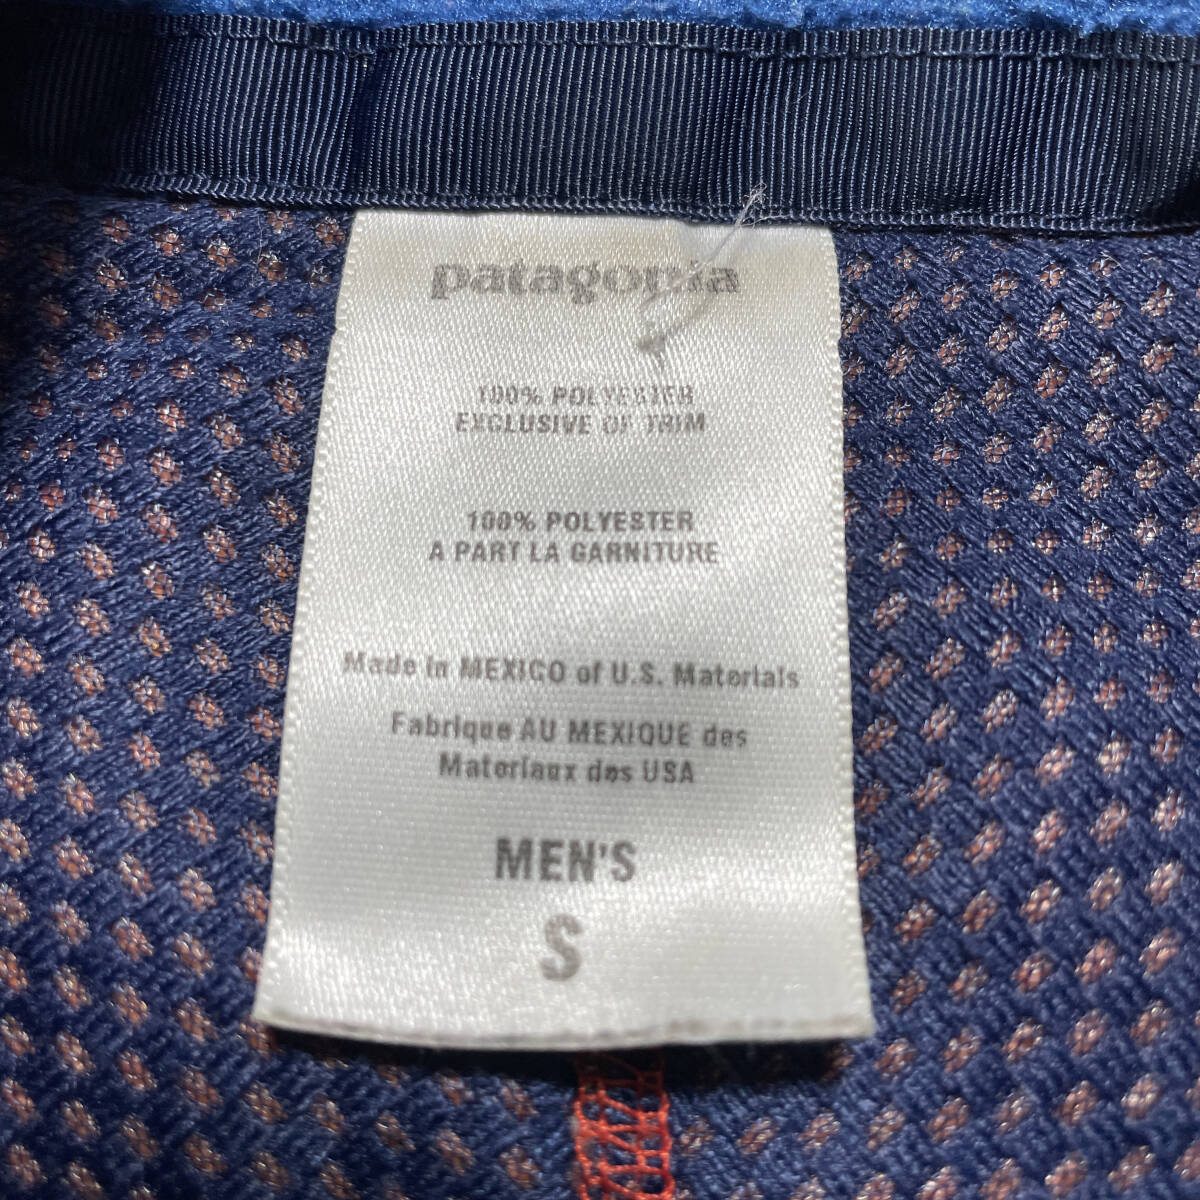 patagonia
100% POLYESTER
EXCLUSIVE OF TRIM
100% POLYESTER
A PART LA GARNITURE
Made in MEXICO of U.S. Materials
Fabrique AU MEXIQUE des
Materiaux des USA
MEN'S
S